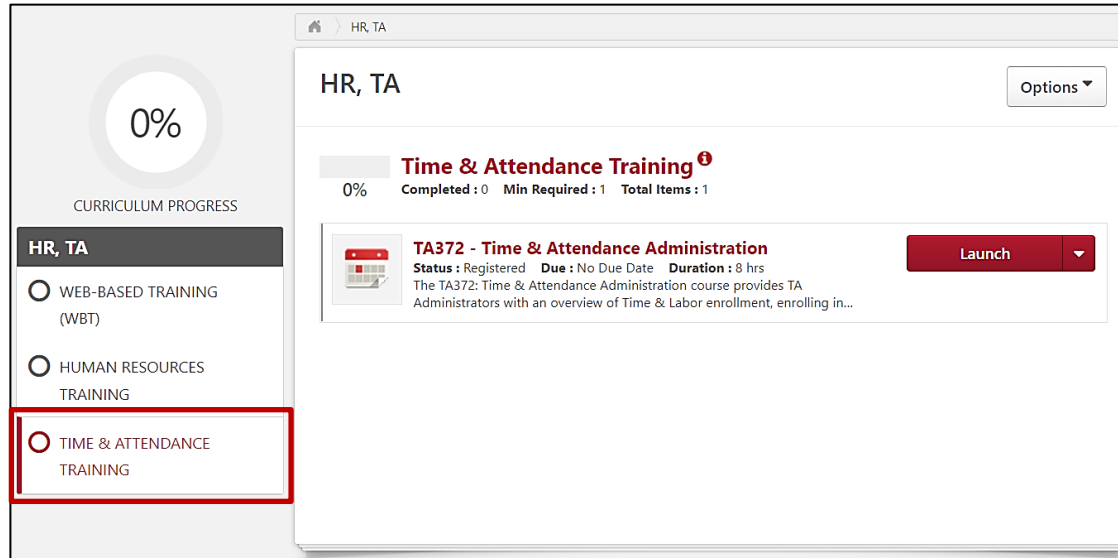 HR, TA
0%
CURRICULUM PROGRESS
HR, TA
WEB-BASED TRAINING
(WBT)
HUMAN RESOURCES
TRAINING
TIME & ATTENDANCE
TRAINING
HR, TA
Options
Time & Attendance Training
0%
Completed : 0 Min Required : 1 Total Items : 1
TA372 - Time & Attendance Administration
Status : Registered Due : No Due Date Duration : 8 hrs
The TA372: Time & Attendance Administration course provides TA
Administrators with an overview of Time & Labor enrollment, enrolling in...
Launch